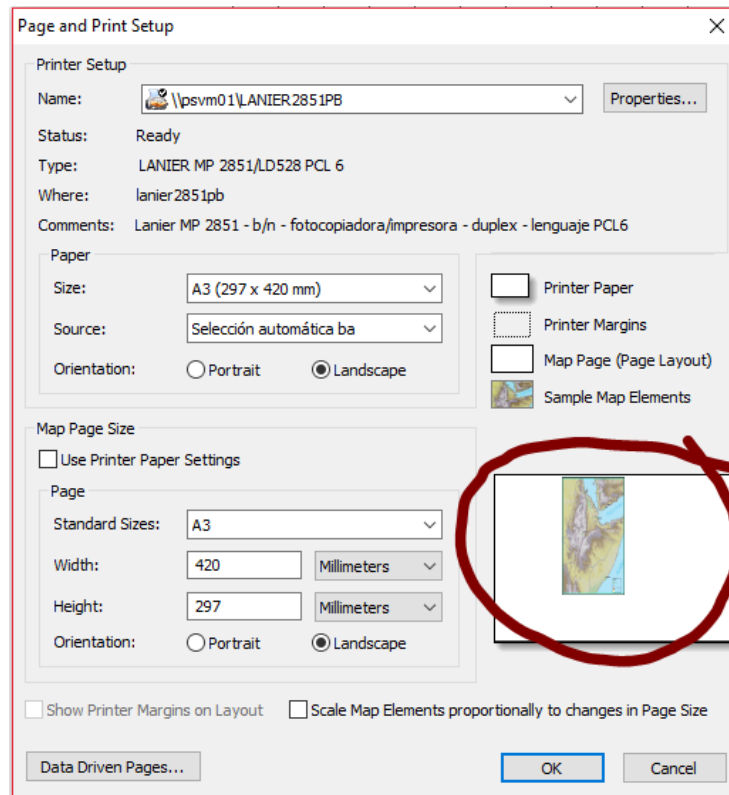 Page and Print Setup
Printer Setup
Name: \\psvm01\LANIER2851PB Properties...
Status: Ready
Type: LANIER MP 2851/LD528 PCL 6
Where: lanier2851pb
Comments: Lanier MP 2851 - b/n - fotocopiadora/impresora - duplex - lenguaje PCL6
Paper
Size: A3 (297 x 420 mm)
Source: Selección automática ba
Orientation: Portrait Landscape
Printer Paper
Printer Margins
Map Page (Page Layout)
Sample Map Elements
Map Page Size
Use Printer Paper Settings
Page
Standard Sizes: A3
Width: 420 Millimeters
Height: 297 Millimeters
Orientation: Portrait Landscape
Show Printer Margins on Layout Scale Map Elements proportionally to changes in Page Size
Data Driven Pages... OK Cancel